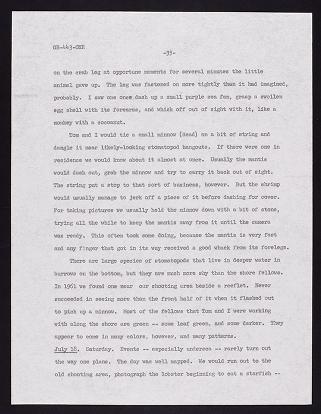 GR-443-GRR
-35-
on the crab leg at opportune moments for several minutes the little
animal gave up. The leg was fastened on more tightly than it had imagined,
probably. I saw one once dash up a small purple sea fan, grasp a swollen
egg shell with its forearms, and whisk off out of sight with it, like a
monkey with a cocoanut.
Tom and I would tie a small minnow (dead) on a bit of string and
dangle it near likely-looking stomatopod hangouts. If there were one in
residence we would know about it almost at once. Usually the mantis
would dash out, grab the minnow and try to carry it back out of sight.
The string put a stop to that sort of business, however. But the shrimp
would usually manage to jerk off a piece of it before dashing for cover.
For taking pictures we usually held the minnow down with a bit of stone,
trying all the while to keep the mantis away from it until the camera
was ready. This often took some doing, because the mantis is very fast
and any finger that got in its way received a good whack from its forelegs.
There are large species of stomatopods that live in deeper water in
burrows on the bottom, but they are much more shy than the shore fellows.
In 1961 we found one near our shooting area beside a reeflet. Never
succeeded in seeing more than the front half of it when it flashed out
to pick up a minnow. Most of the fellows that Tom and I were working
with along the shore are green -- some leaf green, and some darker. They
appear to come in many colors, however, and many patterns.
July 18. Saturday. Events -- especially undersea -- rarely turn out
the way one plans. The day was well mapped. We would run out to the
old shooting area, photograph the lobster beginning to eat a starfish --